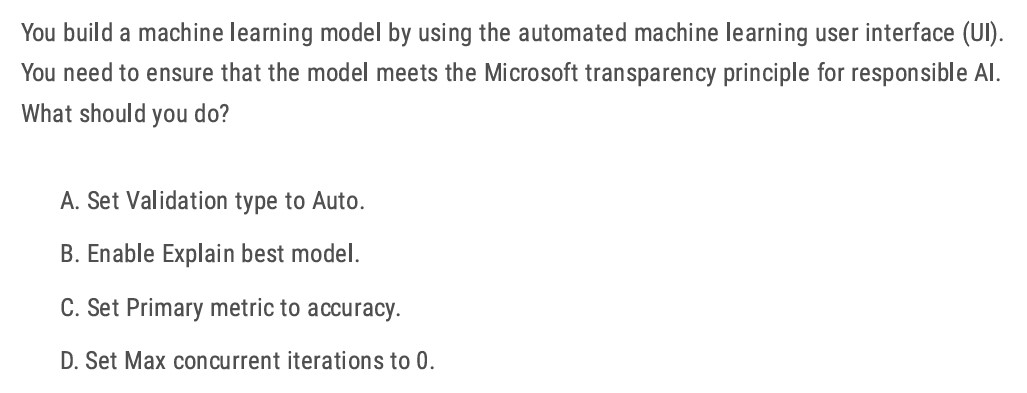 You build a machine learning model by using the automated machine learning user interface (UI).
You need to ensure that the model meets the Microsoft transparency principle for responsible AI.
What should you do?
A. Set Validation type to Auto.
B. Enable Explain best model.
C. Set Primary metric to accuracy.
D. Set Max concurrent iterations to 0.